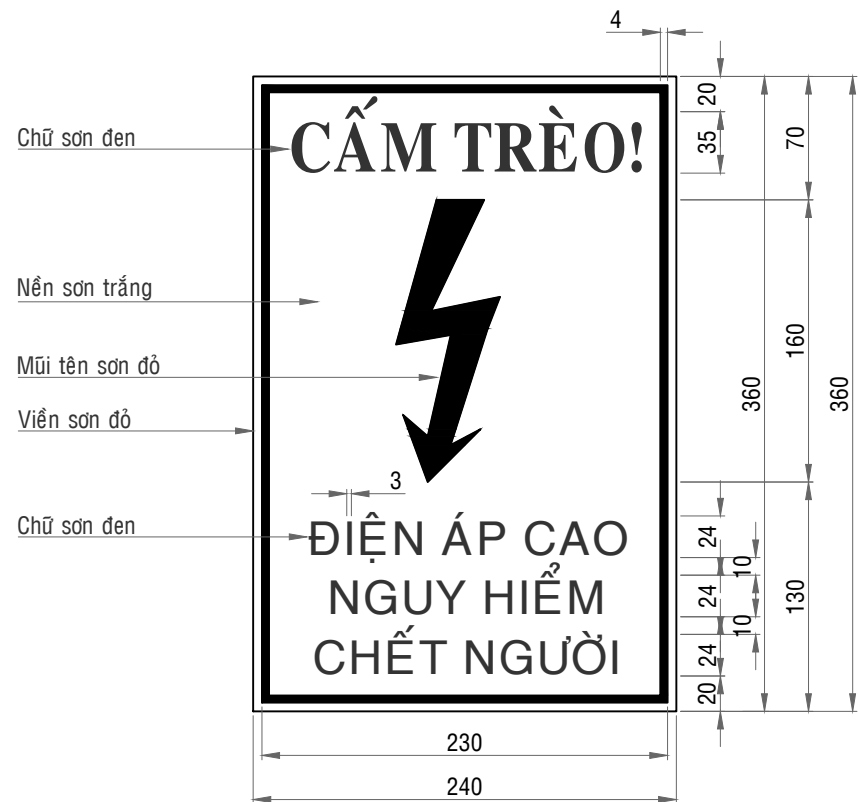 4
CẤM TRÈO!
Chữ sơn đen
Nền sơn trắng
Mũi tên sơn đỏ
Viền sơn đỏ
Chữ sơn đen
3
ĐIỆN ÁP CAO
NGUY HIỂM
CHẾT NGƯỜI
20
35
70
160
360
360
24
10
24
10
24
20
130
230
240